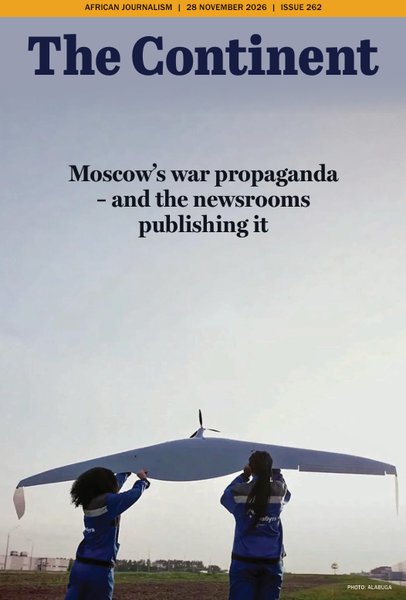 AFRICAN JOURNALISM | 28 NOVEMBER 2026 | ISSUE 262
The Continent
Moscow's war propaganda
– and the newsrooms
publishing it
PHOTO: ALABUGA